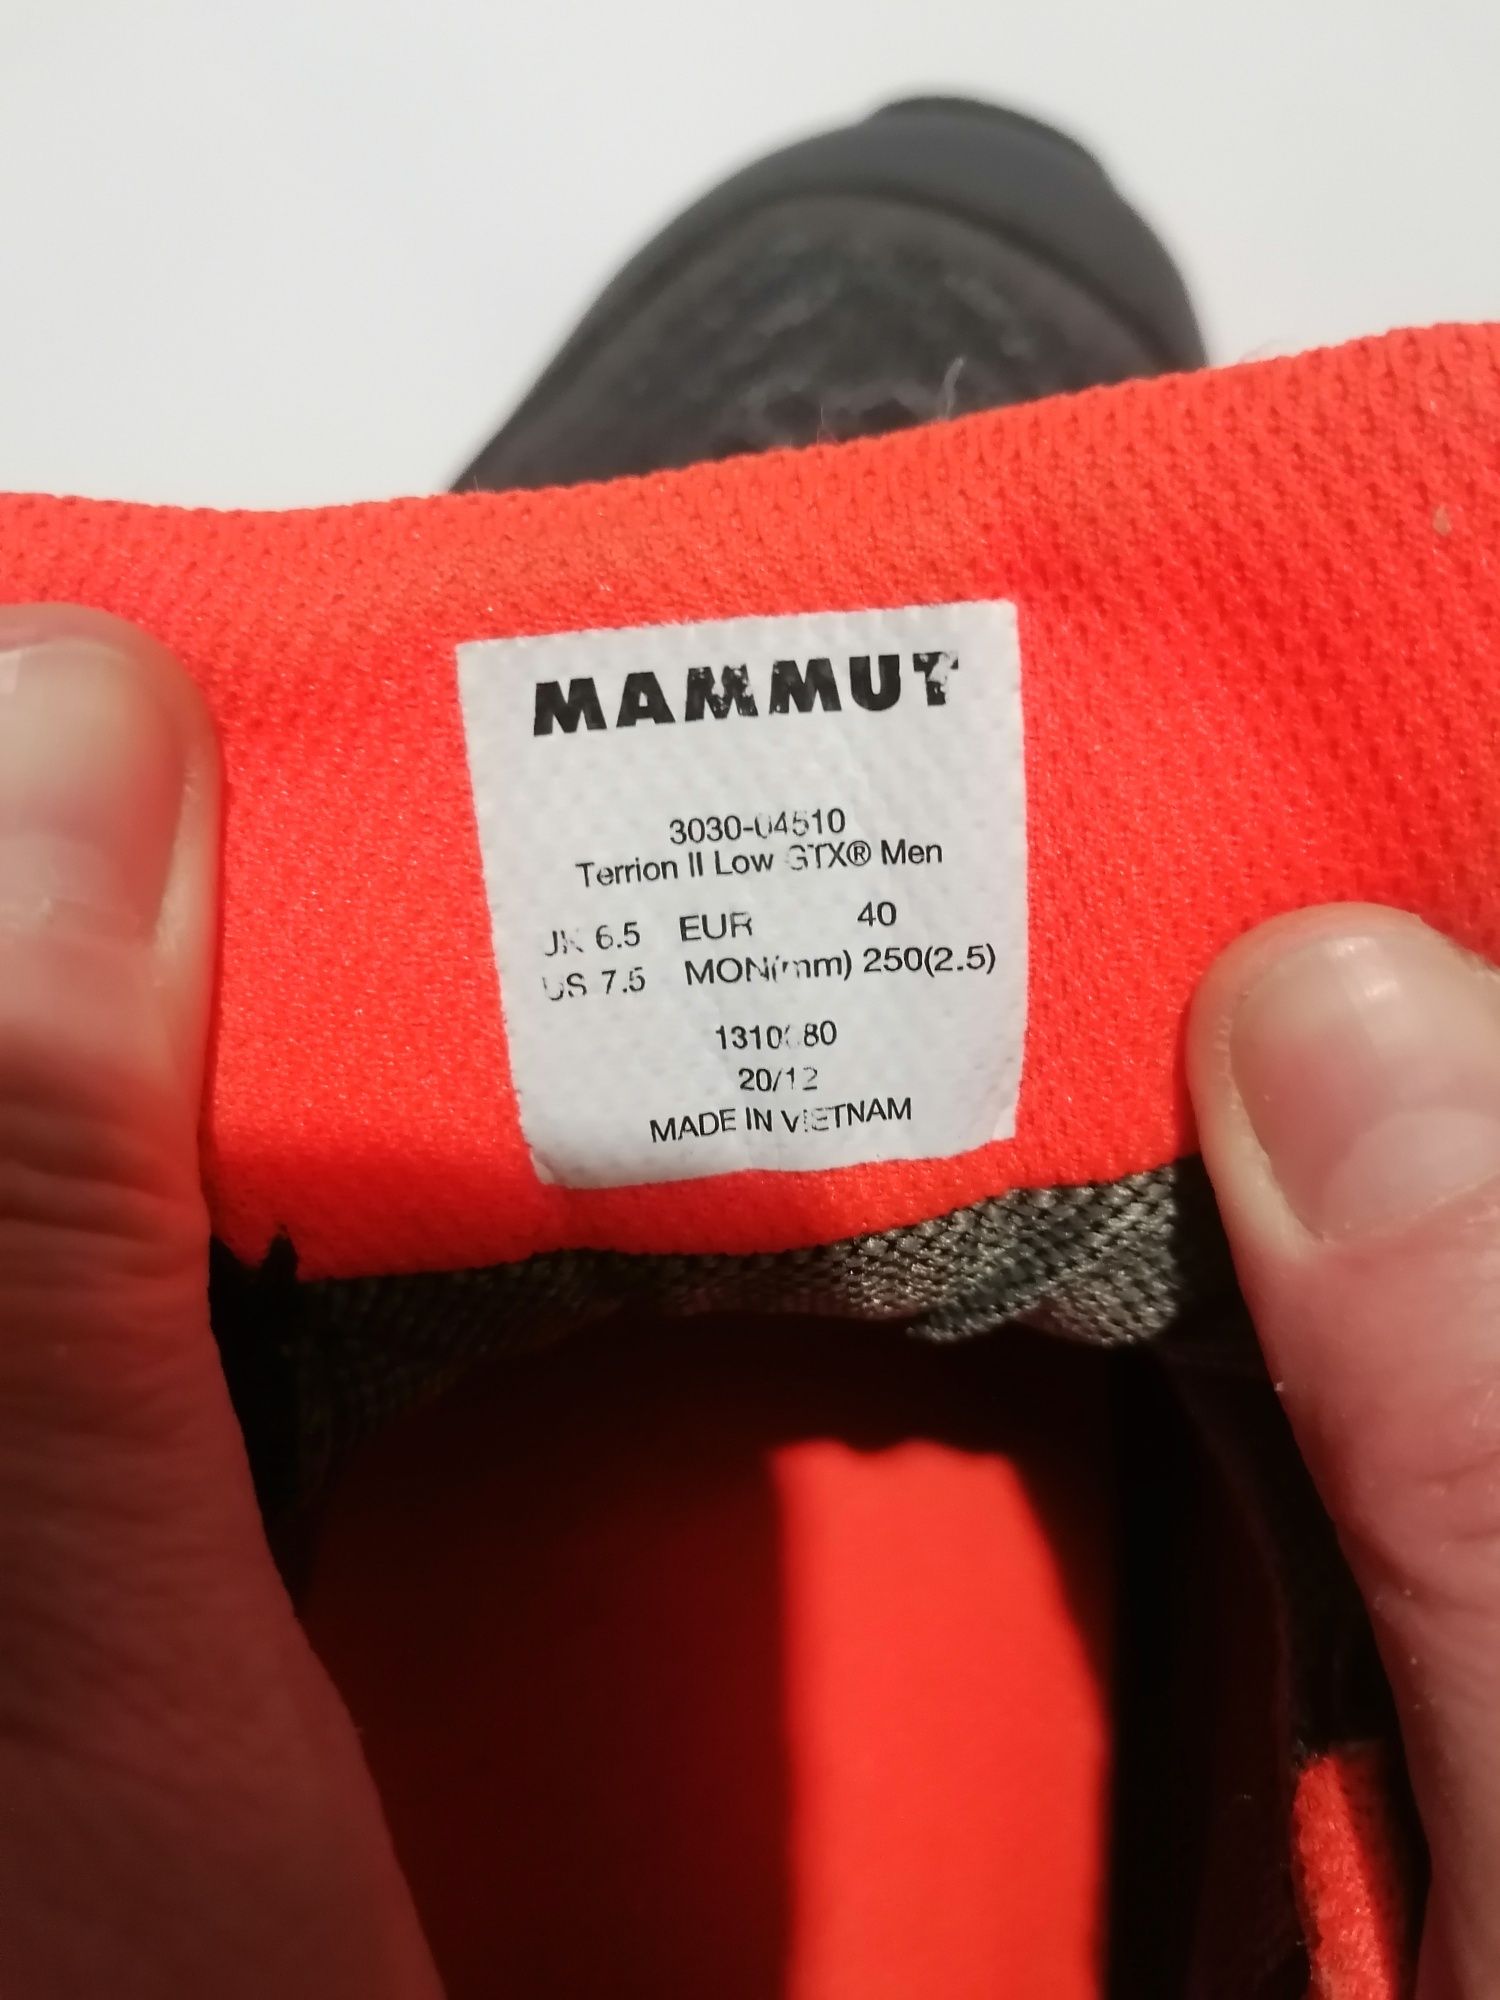 MAMMUT
3030-04510
Terrion II Low GTX® Men
UK 6.5 EUR 40
US 7.5 MON(mm) 250(2.5)
20/12
MADE IN VIETNAM